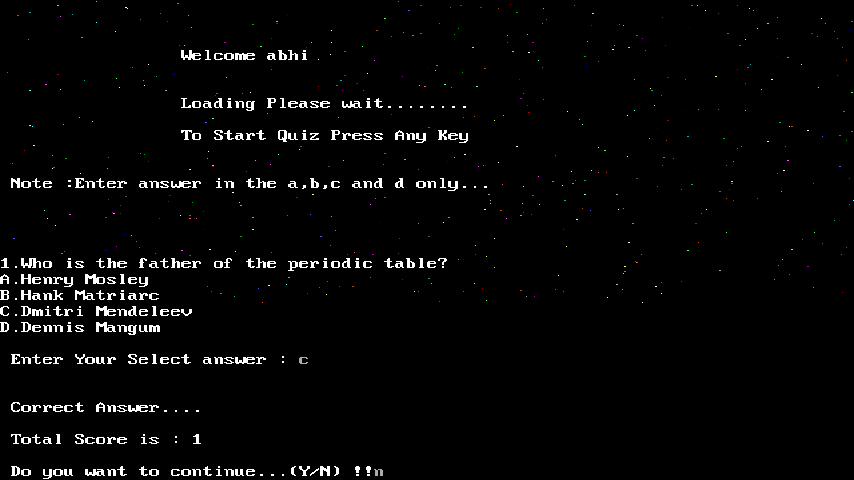 Welcome abhi
Loading Please wait........
To Start Quiz Press Any Key
Note :Enter answer in the a,b,c and d only...
1.Who is the father of the periodic table?
A.Henry Mosley
B.Hank Matriarc
C.Dmitri Mendeleev
D.Dennis Mangum
Enter Your Select answer : c
Correct Answer....
Total Score is : 1
Do you want to continue...(Y/N) !!n